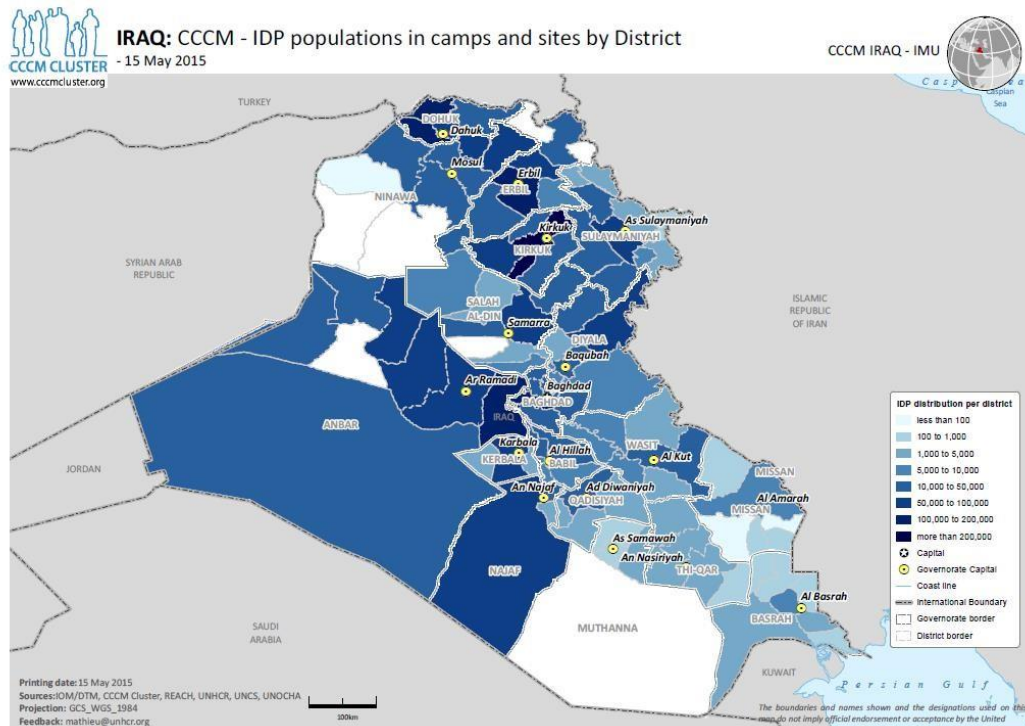 CCCM CLUSTER
www.cccmcluster.org
IRAQ: CCCM - IDP populations in camps and sites by District
- 15 May 2015
CCCM IRAQ - IMU
Caspian Sea
Caspian
Sea
TURKEY
DOHUK
Dahuk
Mosul
Erbil
ERBIL
NINAWA
As Sulaymaniyah
SULAYMANIYAH
Kirkuk
KIRKUK
SYRIAN ARAB
REPUBLIC
SALAH
AL-DIN
Samarra
ISLAMIC
REPUBLIC
OF IRAN
DIYALA
Baqubah
Ar Ramadi
Baghdad
BAGHDAD
IRAQ
ANBAR
JORDAN
Karbala
KERBALA
Al Hillah
BABIL
WASIT
Al Kut
MISSAN
An Najaf
Ad Diwaniyah
QADISIYAH
Al Amarah
MISSAN
As Samawah
An Nasiriyah
THI-QAR
NAJAF
Al Basrah
BASRAH
MUTHANNA
SAUDI
ARABIA
KUWAIT
Persian Gulf
IDP distribution per district
less than 100
100 to 1,000
1,000 to 5,000
5,000 to 10,000
10,000 to 50,000
50,000 to 100,000
100,000 to 200,000
more than 200,000
Capital
Governorate Capital
Coast line
International Boundary
Governorate border
District border
Printing date:15 May 2015
Sources:IOM/DTM, CCCM Cluster, REACH, UNHCR, UNCS, UNOCHA
Projection: GCS_WGS_1984
Feedback: mathieu@unhcr.org
100km
The boundaries and names shown and the designations used on this
map do not imply official endorsement or acceptance by the United